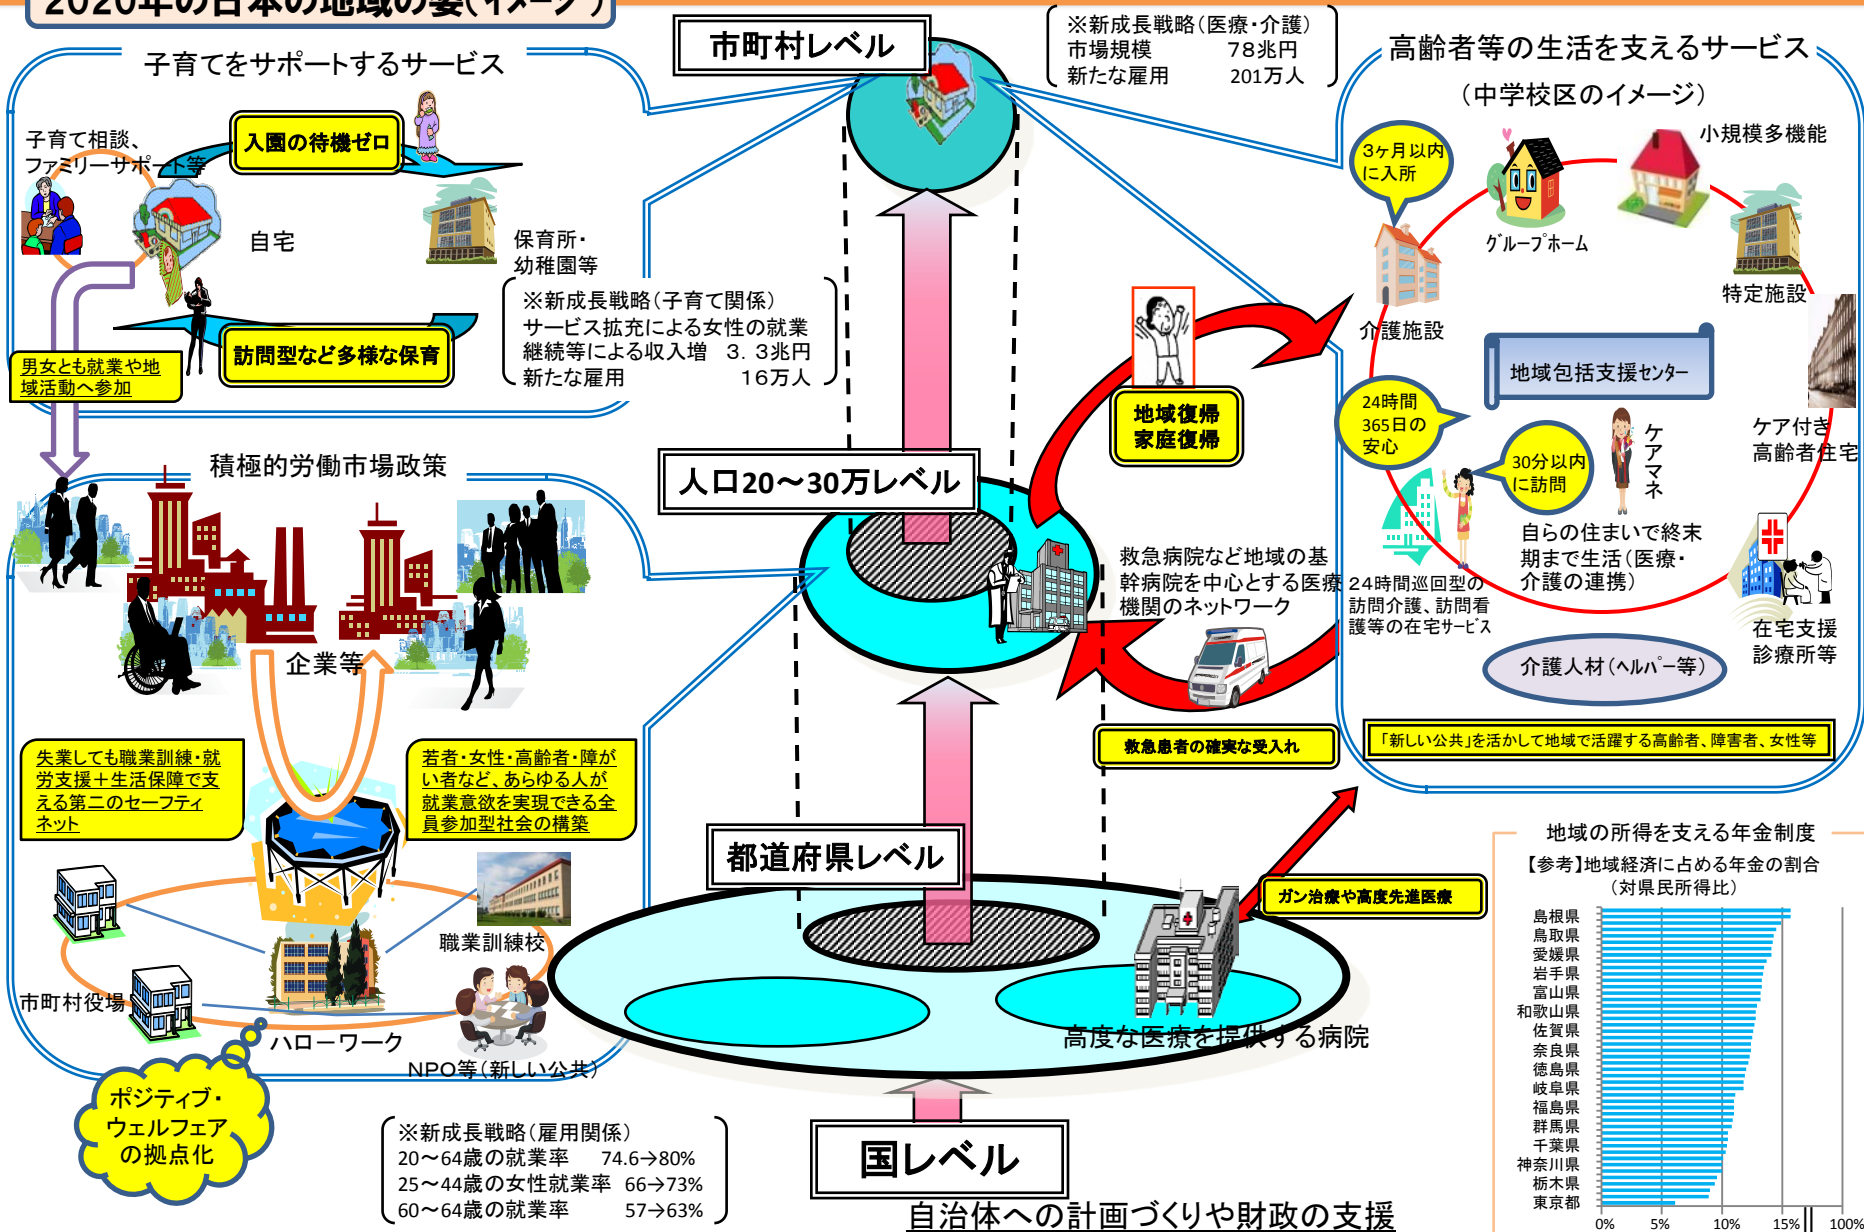 2020年の日本の地域の姿(イメージ)
子育てをサポートするサービス
子育て相談、
ファミリーサポート等
入園の待機ゼロ
自宅
保育所・
幼稚園等
男女とも就業や地
域活動へ参加
訪問型など多様な保育
※新成長戦略(子育て関係)
サービス拡充による女性の就業
継続等による収入増 3.3兆円
新たな雇用 16万人
市町村レベル
※新成長戦略(医療・介護)
市場規模 78兆円
新たな雇用 201万人
高齢者等の生活を支えるサービス
(中学校区のイメージ)
3ヶ月以内
に入所
グループホーム
小規模多機能
特定施設
介護施設
地域包括支援センター
24時間
365日の
安心
30分以内
に訪問
ケアマネ
ケア付き
高齢者住宅
自らの住まいで終末
期まで生活(医療・
介護の連携)
24時間巡回型の
訪問介護、訪問看
護等の在宅サービス
在宅支援
診療所等
介護人材(ヘルパー等)
「新しい公共」を活かして地域で活躍する高齢者、障害者、女性等
地域復帰
家庭復帰
人口20~30万レベル
救急病院など地域の基
幹病院を中心とする医療
機関のネットワーク
救急患者の確実な受入れ
積極的労働市場政策
企業等
失業しても職業訓練・就
労支援+生活保障で支
える第二のセーフティ
ネット
若者・女性・高齢者・障が
い者など、あらゆる人が
就業意欲を実現できる全
員参加型社会の構築
職業訓練校
市町村役場
ハローワーク
NPO等(新しい公共)
ポジティブ・
ウェルフェア
の拠点化
※新成長戦略(雇用関係)
20~64歳の就業率 74.6→80%
25~44歳の女性就業率 66→73%
60~64歳の就業率 57→63%
都道府県レベル
ガン治療や高度先進医療
高度な医療を提供する病院
国レベル
自治体への計画づくりや財政の支援
地域の所得を支える年金制度
【参考】地域経済に占める年金の割合
(対県民所得比)
島根県
鳥取県
愛媛県
岩手県
富山県
和歌山県
佐賀県
奈良県
徳島県
岐阜県
福島県
群馬県
千葉県
神奈川県
栃木県
東京都
0% 5% 10% 15% 100%